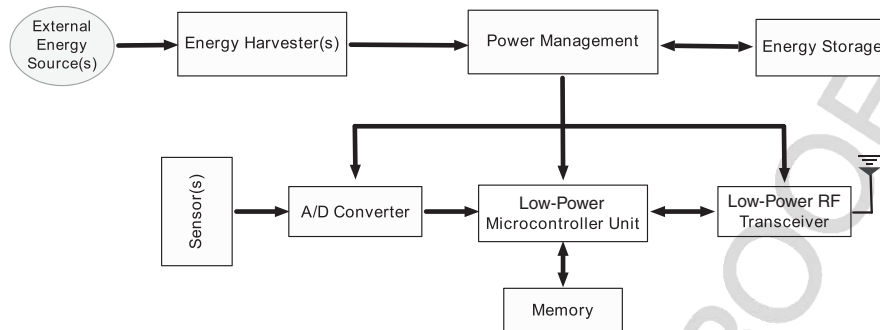 External
Energy
Source(s)
Energy Harvester(s)
Power Management
Energy Storage
Sensor(s)
A/D Converter
Low-Power
Microcontroller Unit
Low-Power RF
Transceiver
Memory